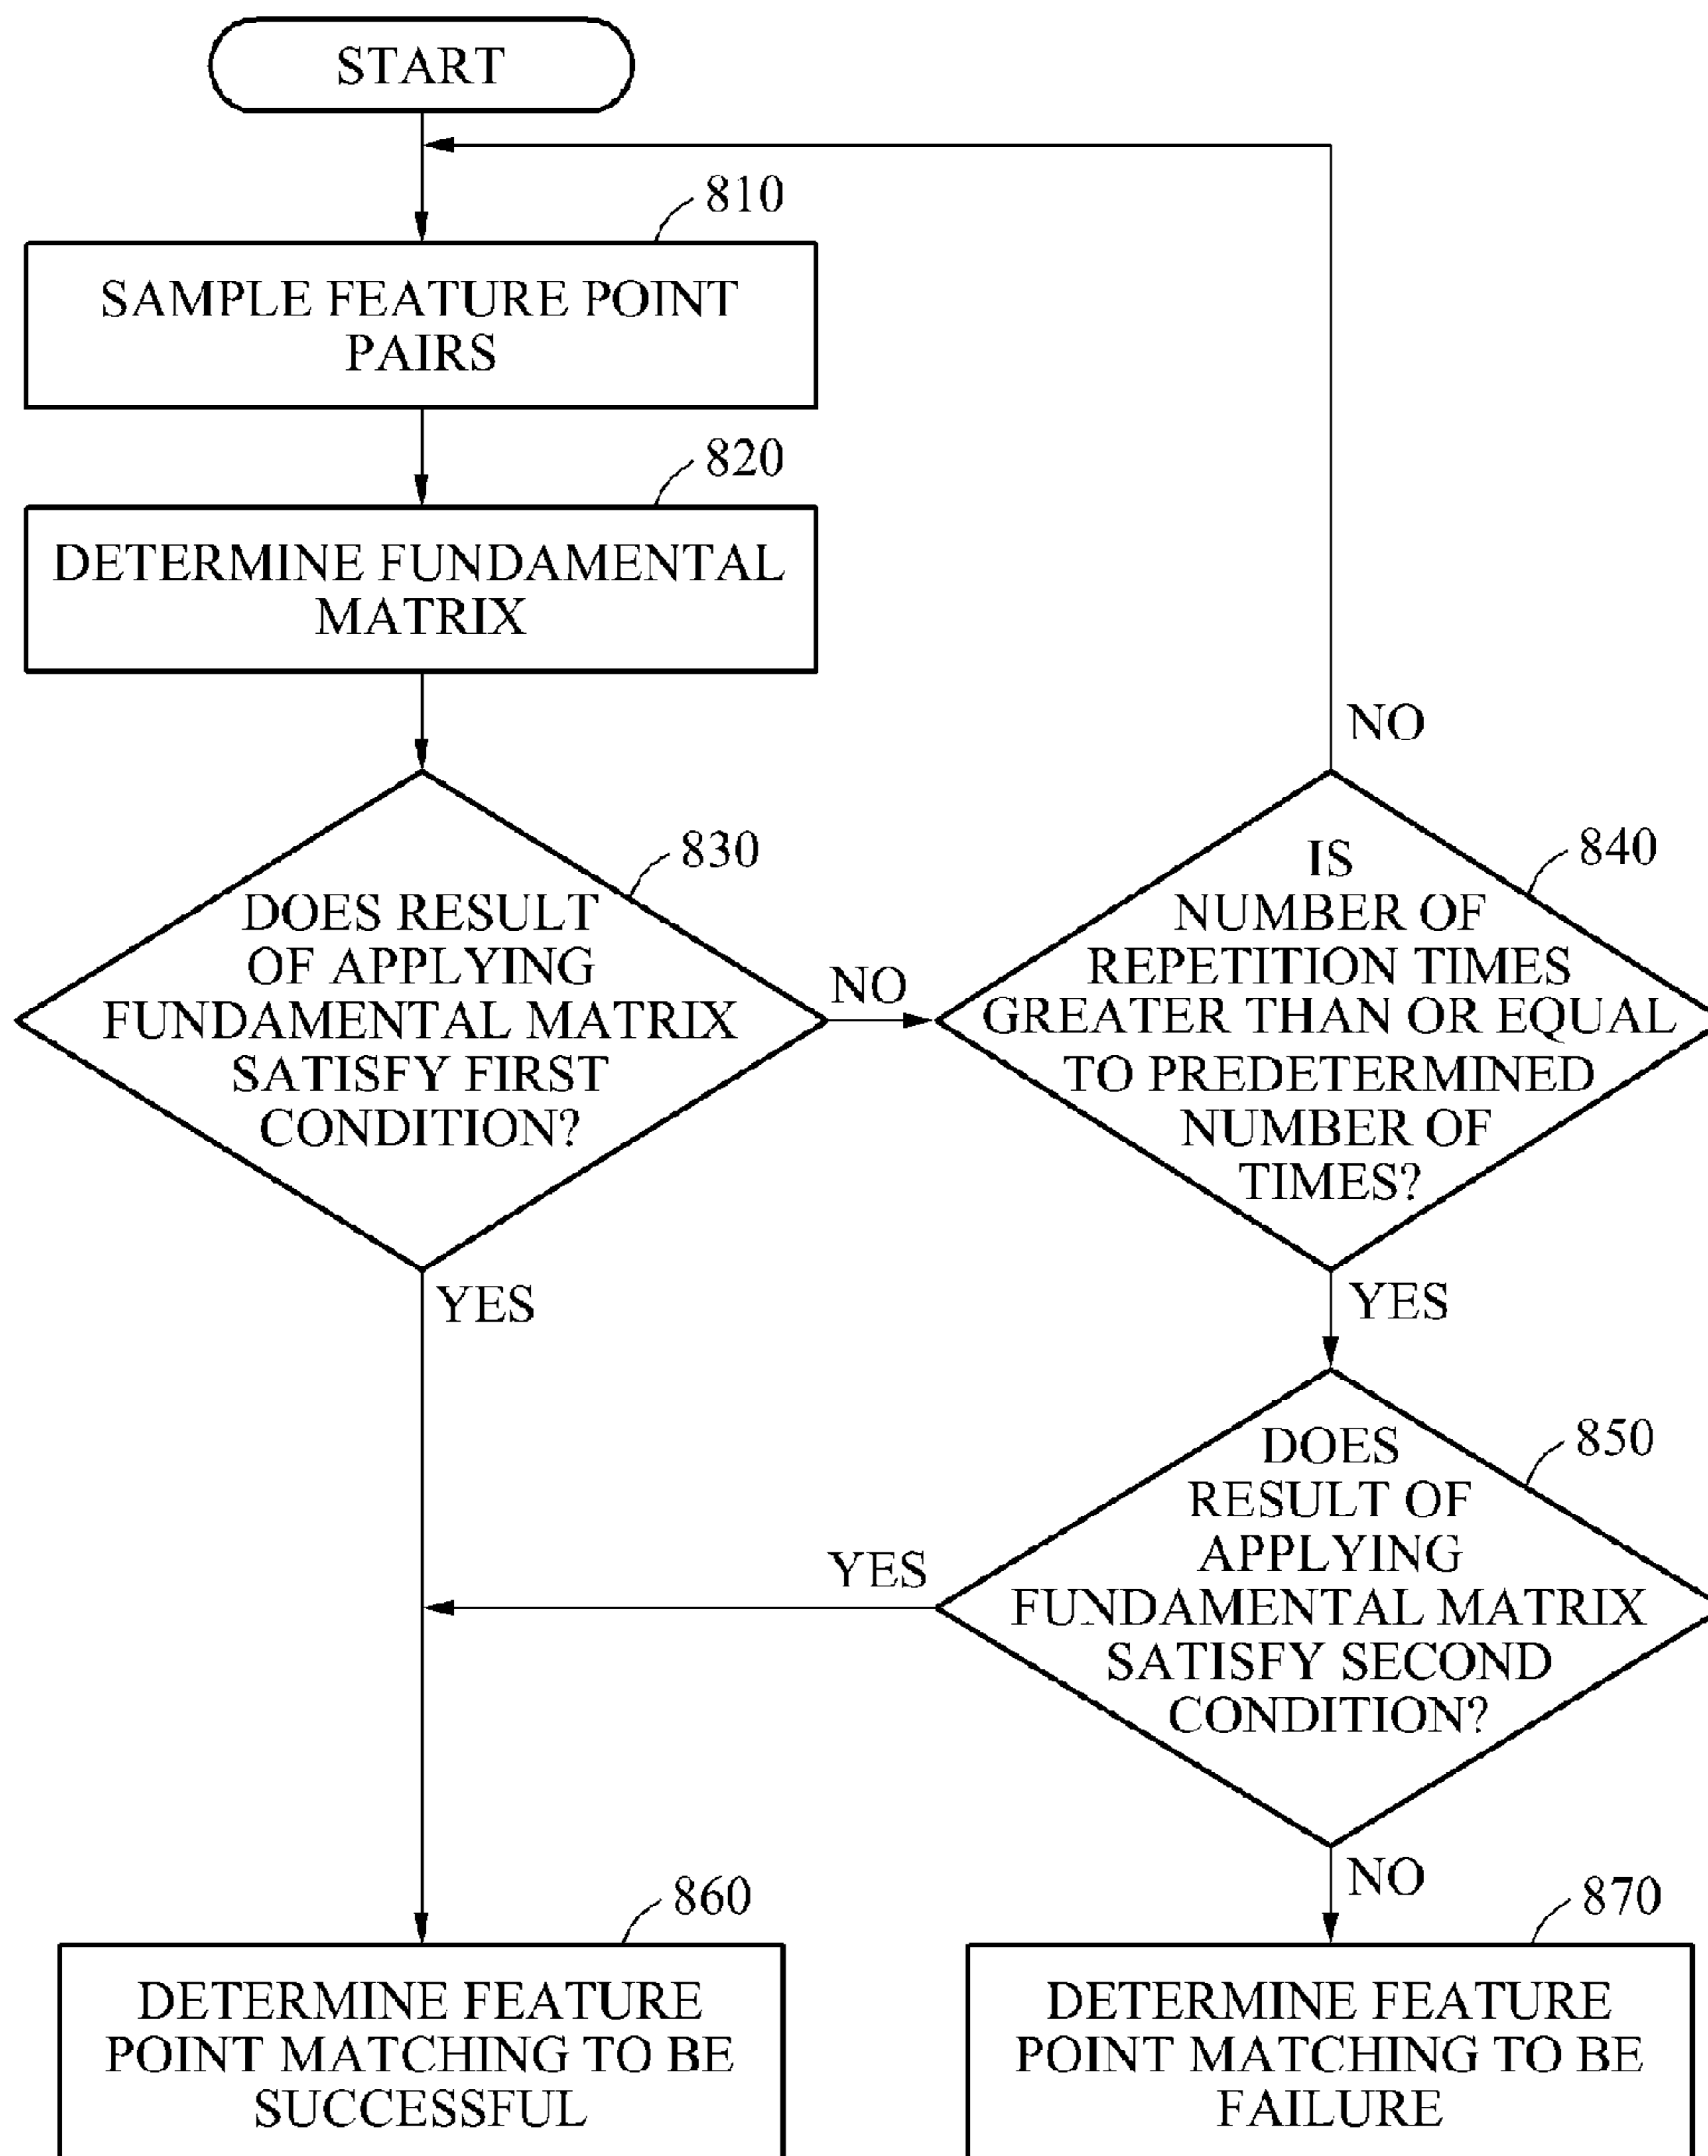 START
810
SAMPLE FEATURE POINT
PAIRS
820
DETERMINE FUNDAMENTAL
MATRIX
830
DOES RESULT
OF APPLYING
FUNDAMENTAL MATRIX
SATISFY FIRST
CONDITION?
NO
YES
NO
840
IS
NUMBER OF
REPETITION TIMES
GREATER THAN OR EQUAL
TO PREDETERMINED
NUMBER OF
TIMES?
YES
850
DOES
RESULT OF
APPLYING
FUNDAMENTAL MATRIX
SATISFY SECOND
CONDITION?
YES
NO
860
DETERMINE FEATURE
POINT MATCHING TO BE
SUCCESSFUL
870
DETERMINE FEATURE
POINT MATCHING TO BE
FAILURE